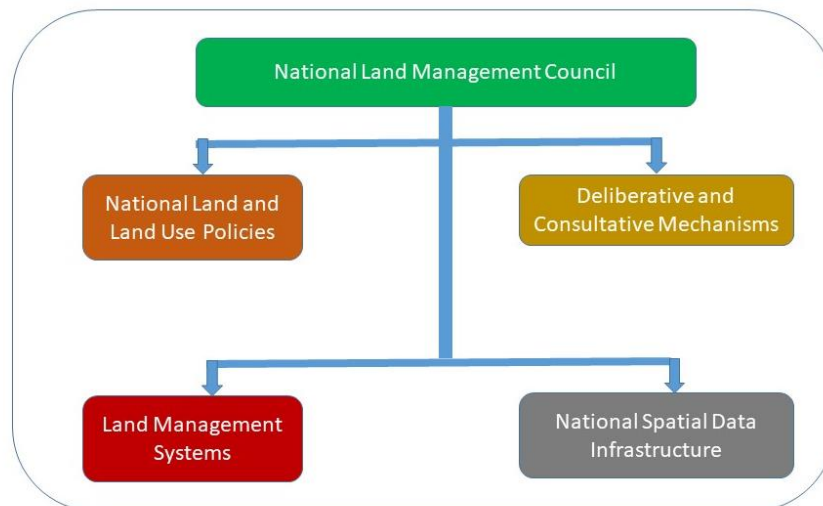 National Land Management Council
National Land and
Land Use Policies
Deliberative and
Consultative Mechanisms
Land Management
Systems
National Spatial Data
Infrastructure